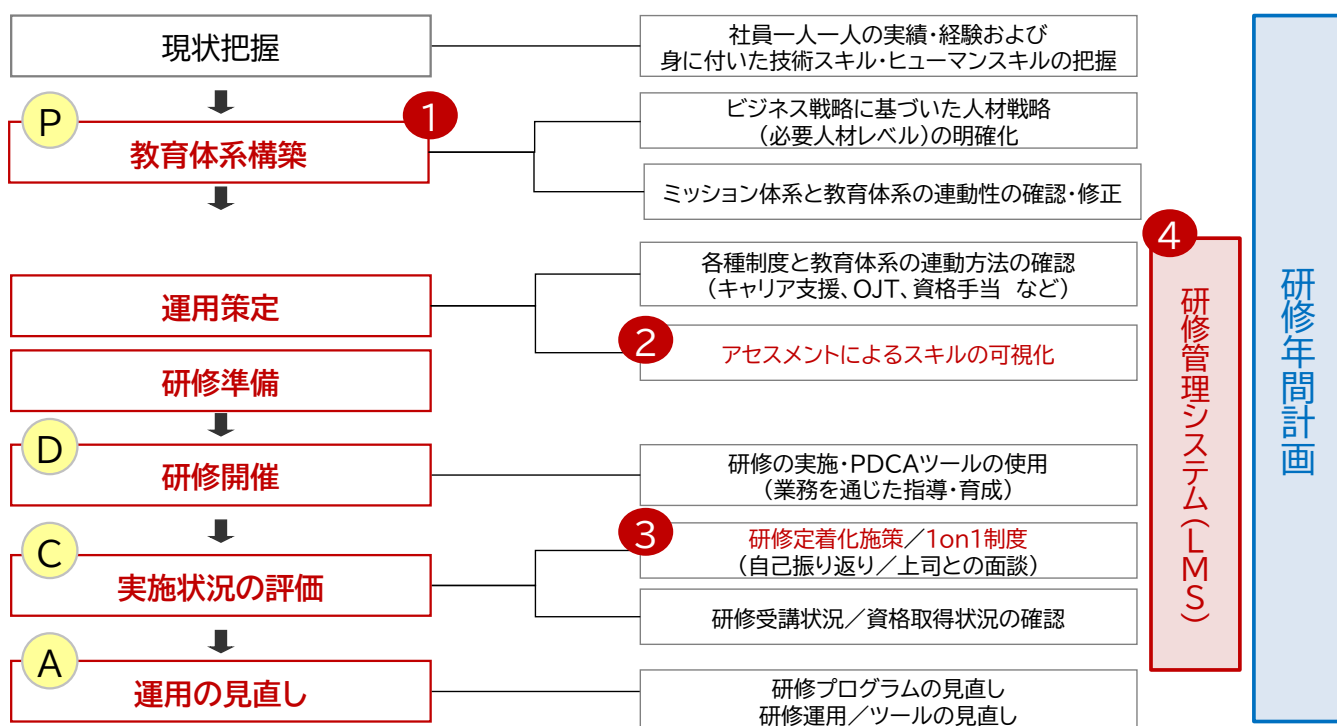 現状把握
社員一人一人の実績・経験および
身に付いた技術スキル・ヒューマンスキルの把握
P
1
教育体系構築
ビジネス戦略に基づいた人材戦略
（必要人材レベル）の明確化
ミッション体系と教育体系の連動性の確認・修正
運用策定
各種制度と教育体系の連動方法の確認
（キャリア支援、OJT、資格手当　など）
2
アセスメントによるスキルの可視化
研修準備
D
研修開催
研修の実施・PDCAツールの使用
（業務を通じた指導・育成）
C
実施状況の評価
3
研修定着化施策／1on1制度
（自己振り返り／上司との面談）
研修受講状況／資格取得状況の確認
A
運用の見直し
研修プログラムの見直し
研修運用／ツールの見直し
4
研修管理システム（LMS）
研修年間計画